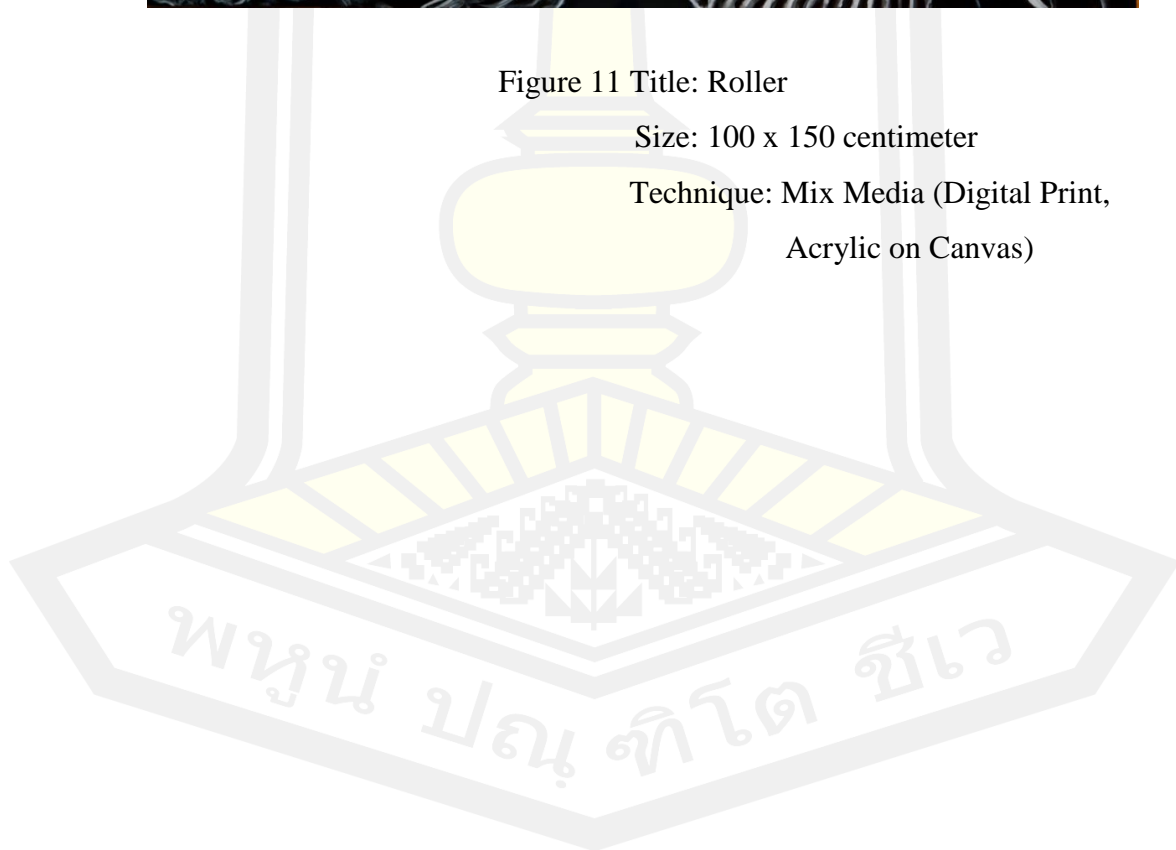 Figure 11 Title: Roller
Size: 100 x 150 centimeter
Technique: Mix Media (Digital Print,
Acrylic on Canvas)
พหูนํ ปณฺฑิโต ชีเว